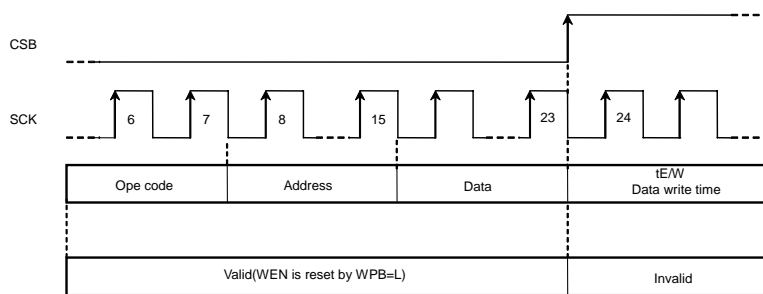 CSB
SCK
6 7 8 15 23 24
Ope code Address Data tE/W
Data write time
Valid(WEN is reset by WPB=L) Invalid